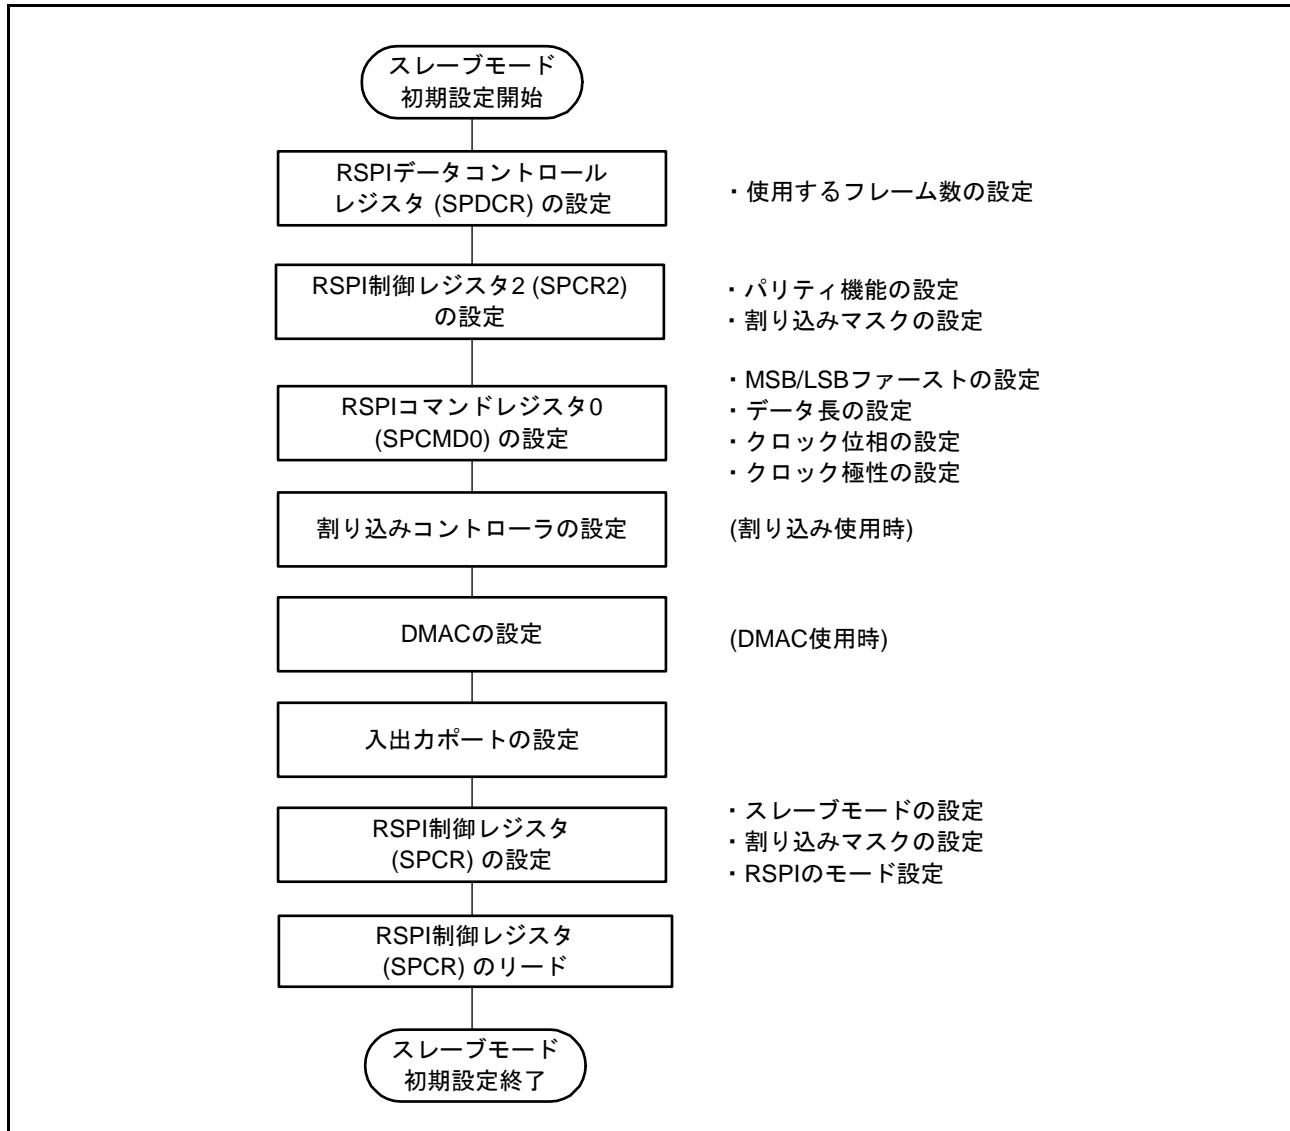 スレーブモード
初期設定開始
RSPIデータコントロール
レジスタ (SPDCR) の設定
・使用するフレーム数の設定
RSPI制御レジスタ2 (SPCR2)
の設定
・パリティ機能の設定
・割り込みマスクの設定
RSPIコマンドレジスタ0
(SPCMD0) の設定
・MSB/LSBファーストの設定
・データ長の設定
・クロック位相の設定
・クロック極性の設定
割り込みコントローラの設定
(割り込み使用時)
DMACの設定
(DMAC使用時)
入出力ポートの設定
RSPI制御レジスタ
(SPCR) の設定
・スレーブモードの設定
・割り込みマスクの設定
・RSPIのモード設定
RSPI制御レジスタ
(SPCR) のリード
スレーブモード
初期設定終了